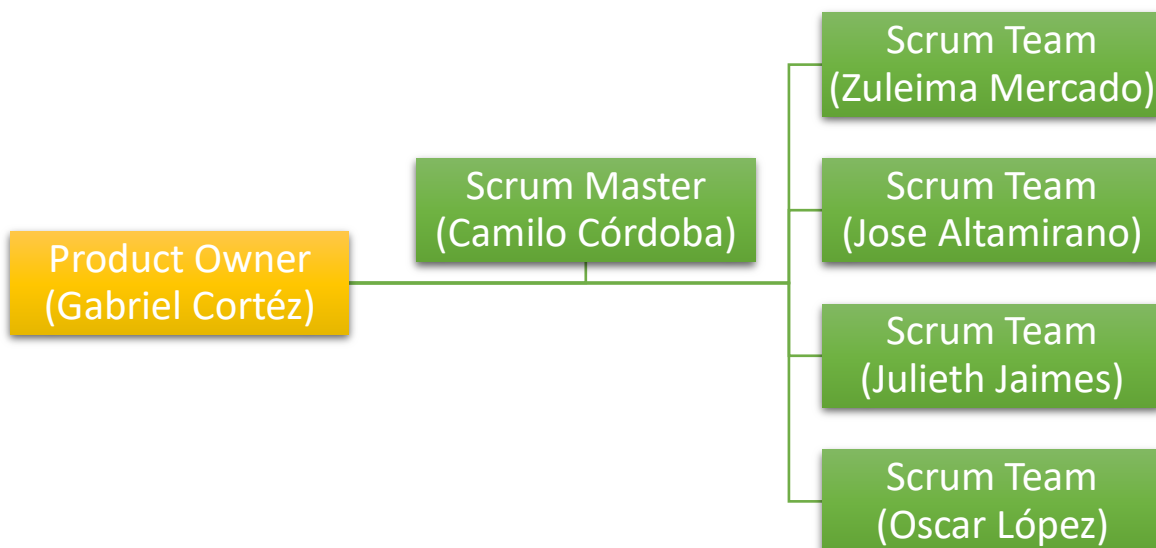 Product Owner
(Gabriel Cortéz)
Scrum Master
(Camilo Córdoba)
Scrum Team
(Zuleima Mercado)
Scrum Team
(Jose Altamirano)
Scrum Team
(Julieth Jaimes)
Scrum Team
(Oscar López)